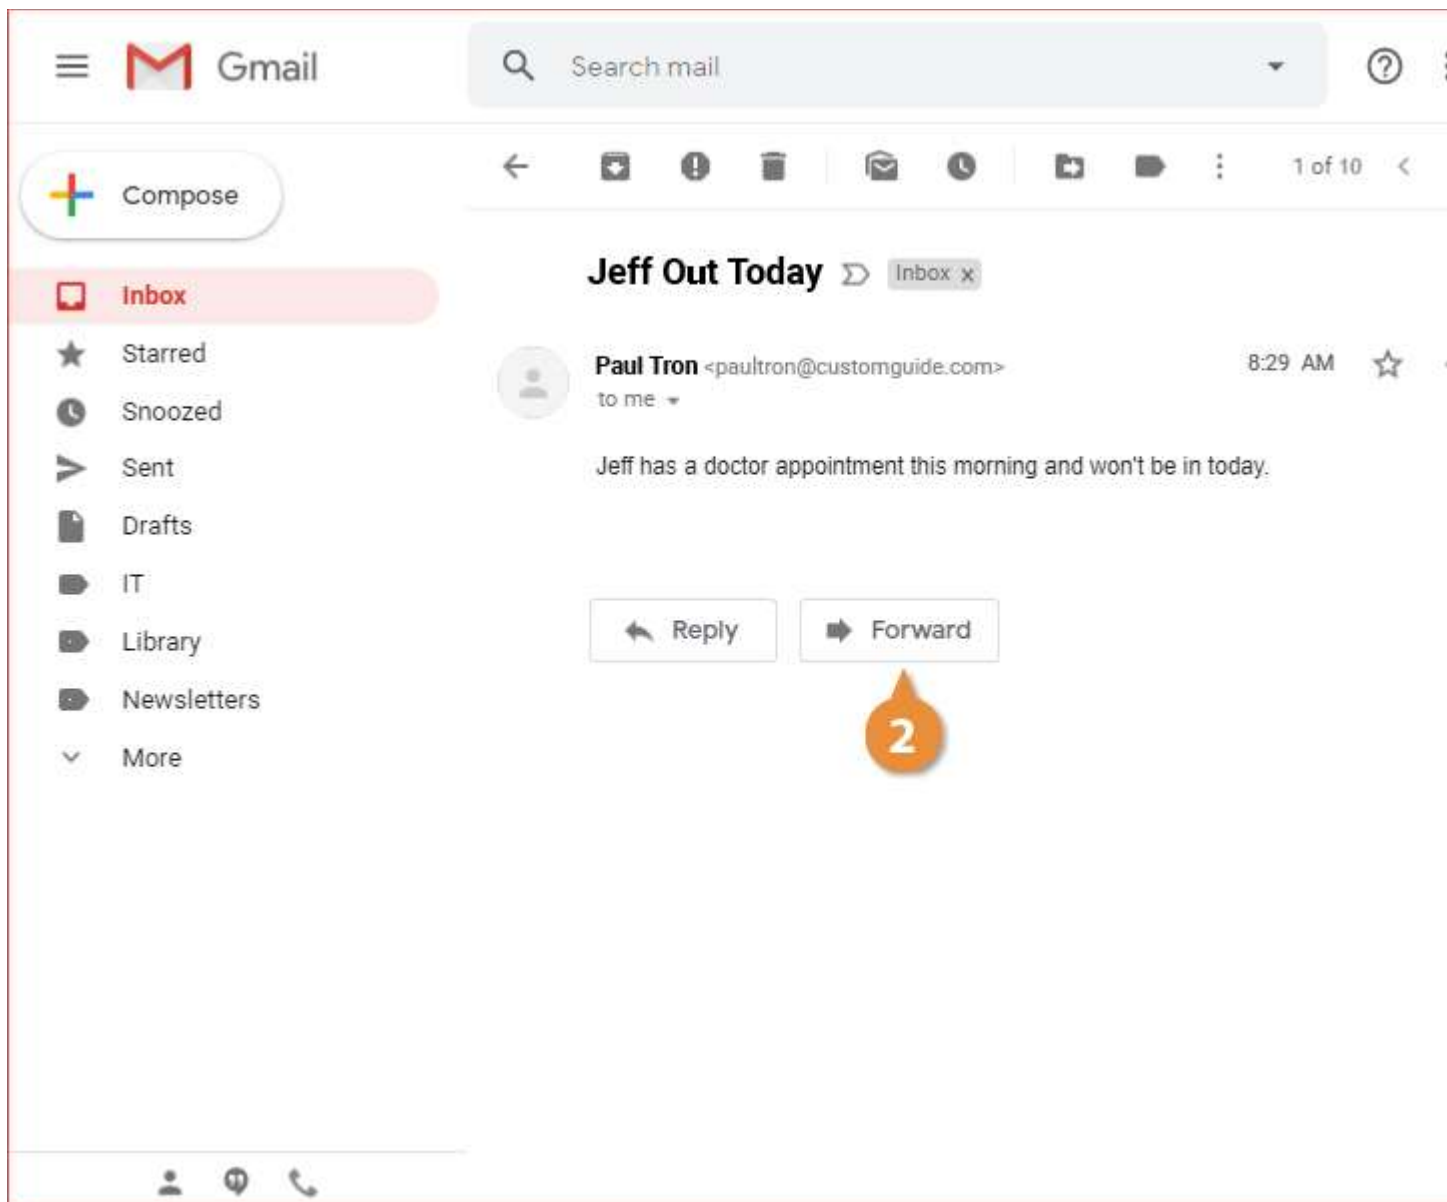 Gmail
Search mail
Compose
1 of 10
Inbox
Starred
Snoozed
Sent
Drafts
IT
Library
Newsletters
More
Jeff Out Today Inbox x
Paul Tron <paultron@customguide.com> 8:29 AM
to me
Jeff has a doctor appointment this morning and won't be in today.
Reply Forward
2